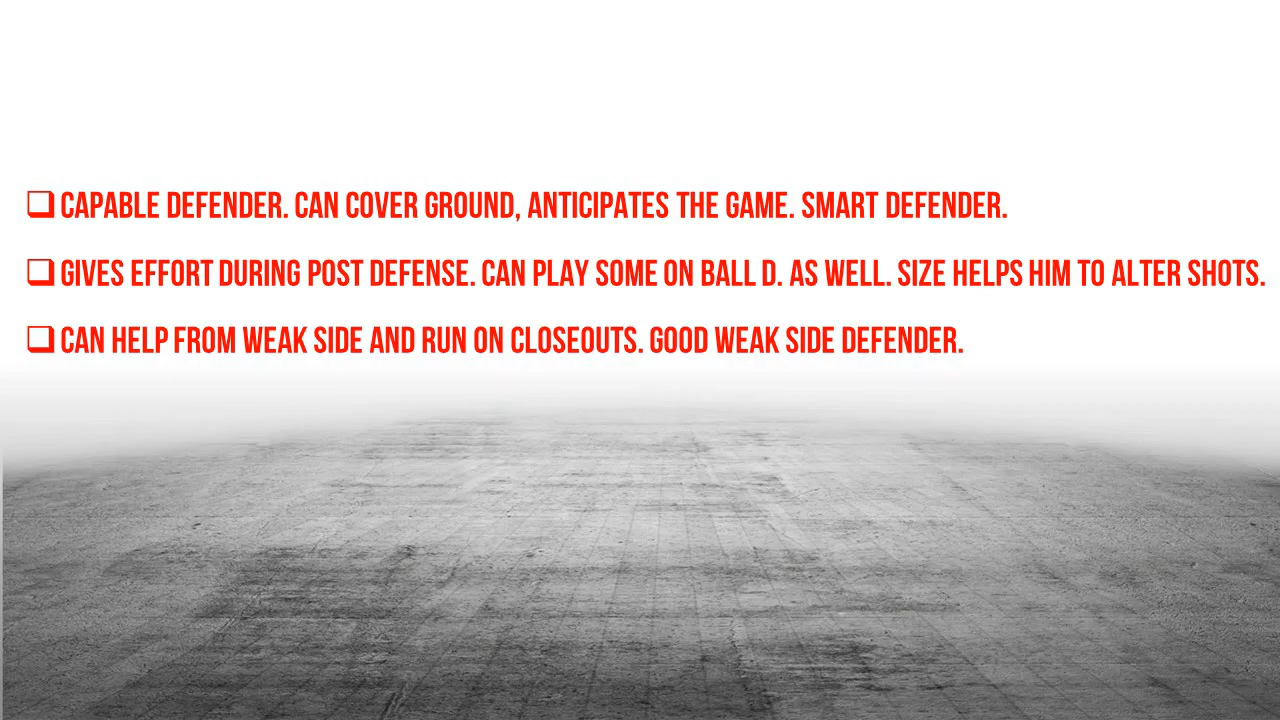 ❑ CAPABLE DEFENDER. CAN COVER GROUND, ANTICIPATES THE GAME. SMART DEFENDER.
❑ GIVES EFFORT DURING POST DEFENSE. CAN PLAY SOME ON BALL D. AS WELL. SIZE HELPS HIM TO ALTER SHOTS.
❑ CAN HELP FROM WEAK SIDE AND RUN ON CLOSEOUTS. GOOD WEAK SIDE DEFENDER.